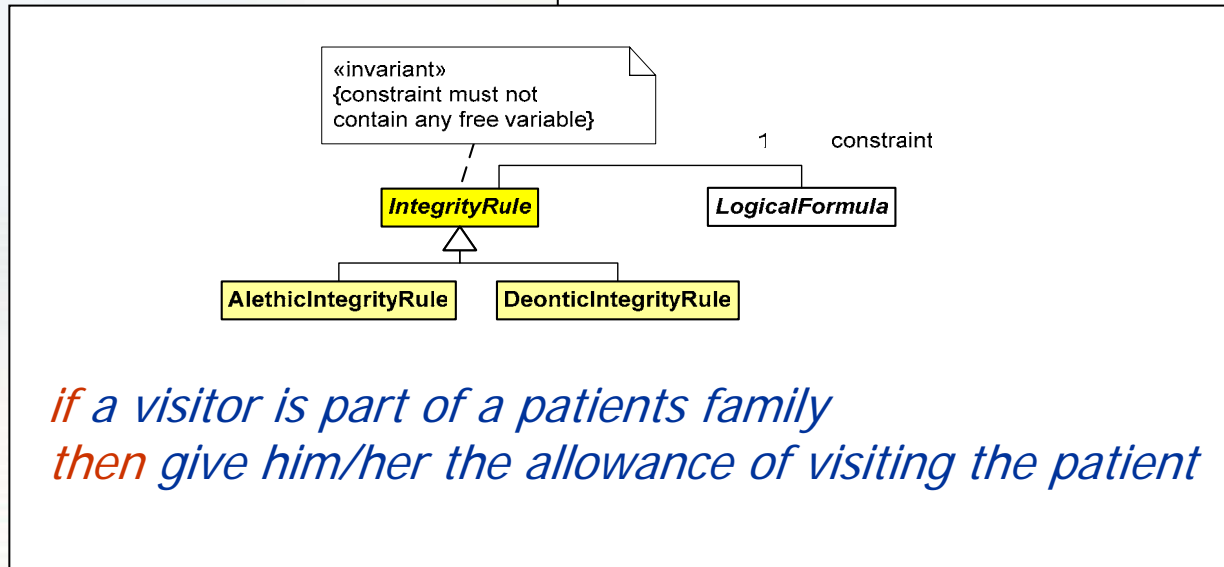 «invariant»
{constraint must not
contain any free variable}
1 constraint
IntegrityRule
LogicalFormula
AlethicIntegrityRule
DeonticIntegrityRule
if a visitor is part of a patients family
then give him/her the allowance of visiting the patient